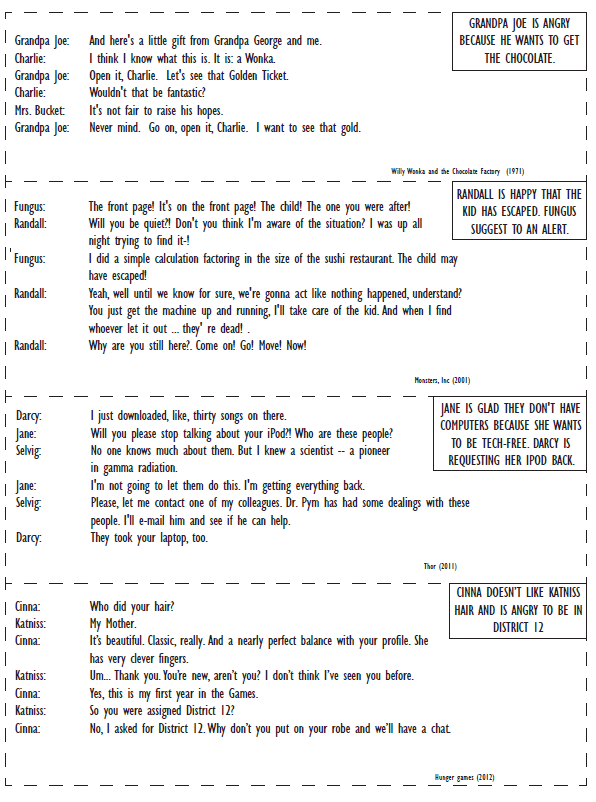 GRANDPA JOE IS ANGRY
BECAUSE HE WANTS TO GET
THE CHOCOLATE.
Grandpa Joe: And here's a little gift from Grandpa George and me.
Charlie: I think I know what this is. It is: a Wonka.
Grandpa Joe: Open it, Charlie. Let's see that Golden Ticket.
Charlie: Wouldn't that be fantastic?
Mrs. Bucket: It's not fair to raise his hopes.
Grandpa Joe: Never mind. Go on, open it, Charlie. I want to see that gold.
Willy Wonka and the Chocolate Factory (1971)
RANDALL IS HAPPY THAT THE
KID HAS ESCAPED. FUNGUS
SUGGEST TO AN ALERT.
Fungus: The front page! It's on the front page! The child! The one you were after!
Randall: Will you be quiet?! Don't you think I'm aware of the situation? I was up all
night trying to find it-!
Fungus: I did a simple calculation factoring in the size of the sushi restaurant. The child may
have escaped!
Randall: Yeah, well until we know for sure, we're gonna act like nothing happened, understand?
You just get the machine up and running, I'll take care of the kid. And when I find
whoever let it out ... they' re dead! .
Randall: Why are you still here?. Come on! Go! Move! Now!
Monsters, Inc (2001)
JANE IS GLAD THEY DON'T HAVE
COMPUTERS BECAUSE SHE WANTS
TO BE TECH-FREE. DARCY IS
REQUESTING HER IPOD BACK.
Darcy: I just downloaded, like, thirty songs on there.
Jane: Will you please stop talking about your iPod?! Who are these people?
Selvig: No one knows much about them. But I knew a scientist -- a pioneer
in gamma radiation.
Jane: I'm not going to let them do this. I'm getting everything back.
Selvig: Please, let me contact one of my colleagues. Dr. Pym has had some dealings with these
people. I'll e-mail him and see if he can help.
Darcy: They took your laptop, too.
Thor (2011)
CINNA DOESN'T LIKE KATNISS
HAIR AND IS ANGRY TO BE IN
DISTRICT 12
Cinna: Who did your hair?
Katniss: My Mother.
Cinna: It's beautiful. Classic, really. And a nearly perfect balance with your profile. She
has very clever fingers.
Katniss: Um... Thank you. You're new, aren't you? I don't think I've seen you before.
Cinna: Yes, this is my first year in the Games.
Katniss: So you were assigned District 12?
Cinna: No, I asked for District 12. Why don't you put on your robe and we'll have a chat.
Hunger games (2012)